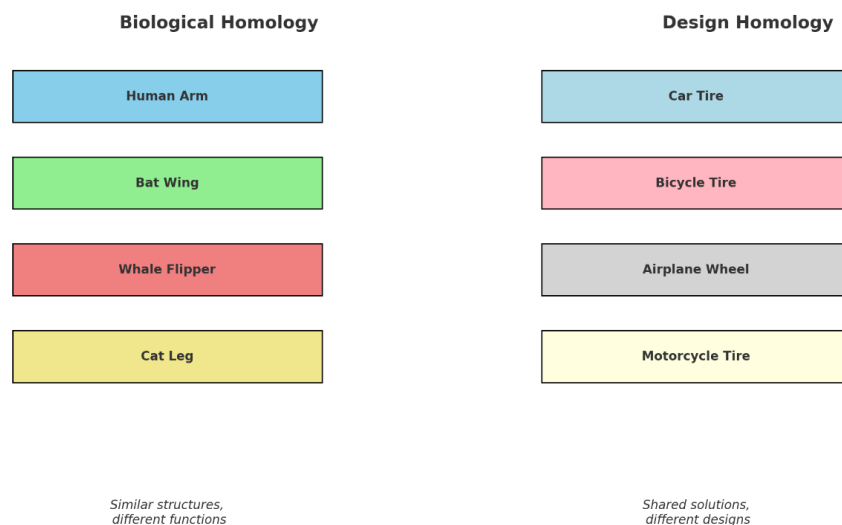 Biological Homology
Human Arm
Bat Wing
Whale Flipper
Cat Leg
Similar structures,
different functions
Design Homology
Car Tire
Bicycle Tire
Airplane Wheel
Motorcycle Tire
Shared solutions,
different designs